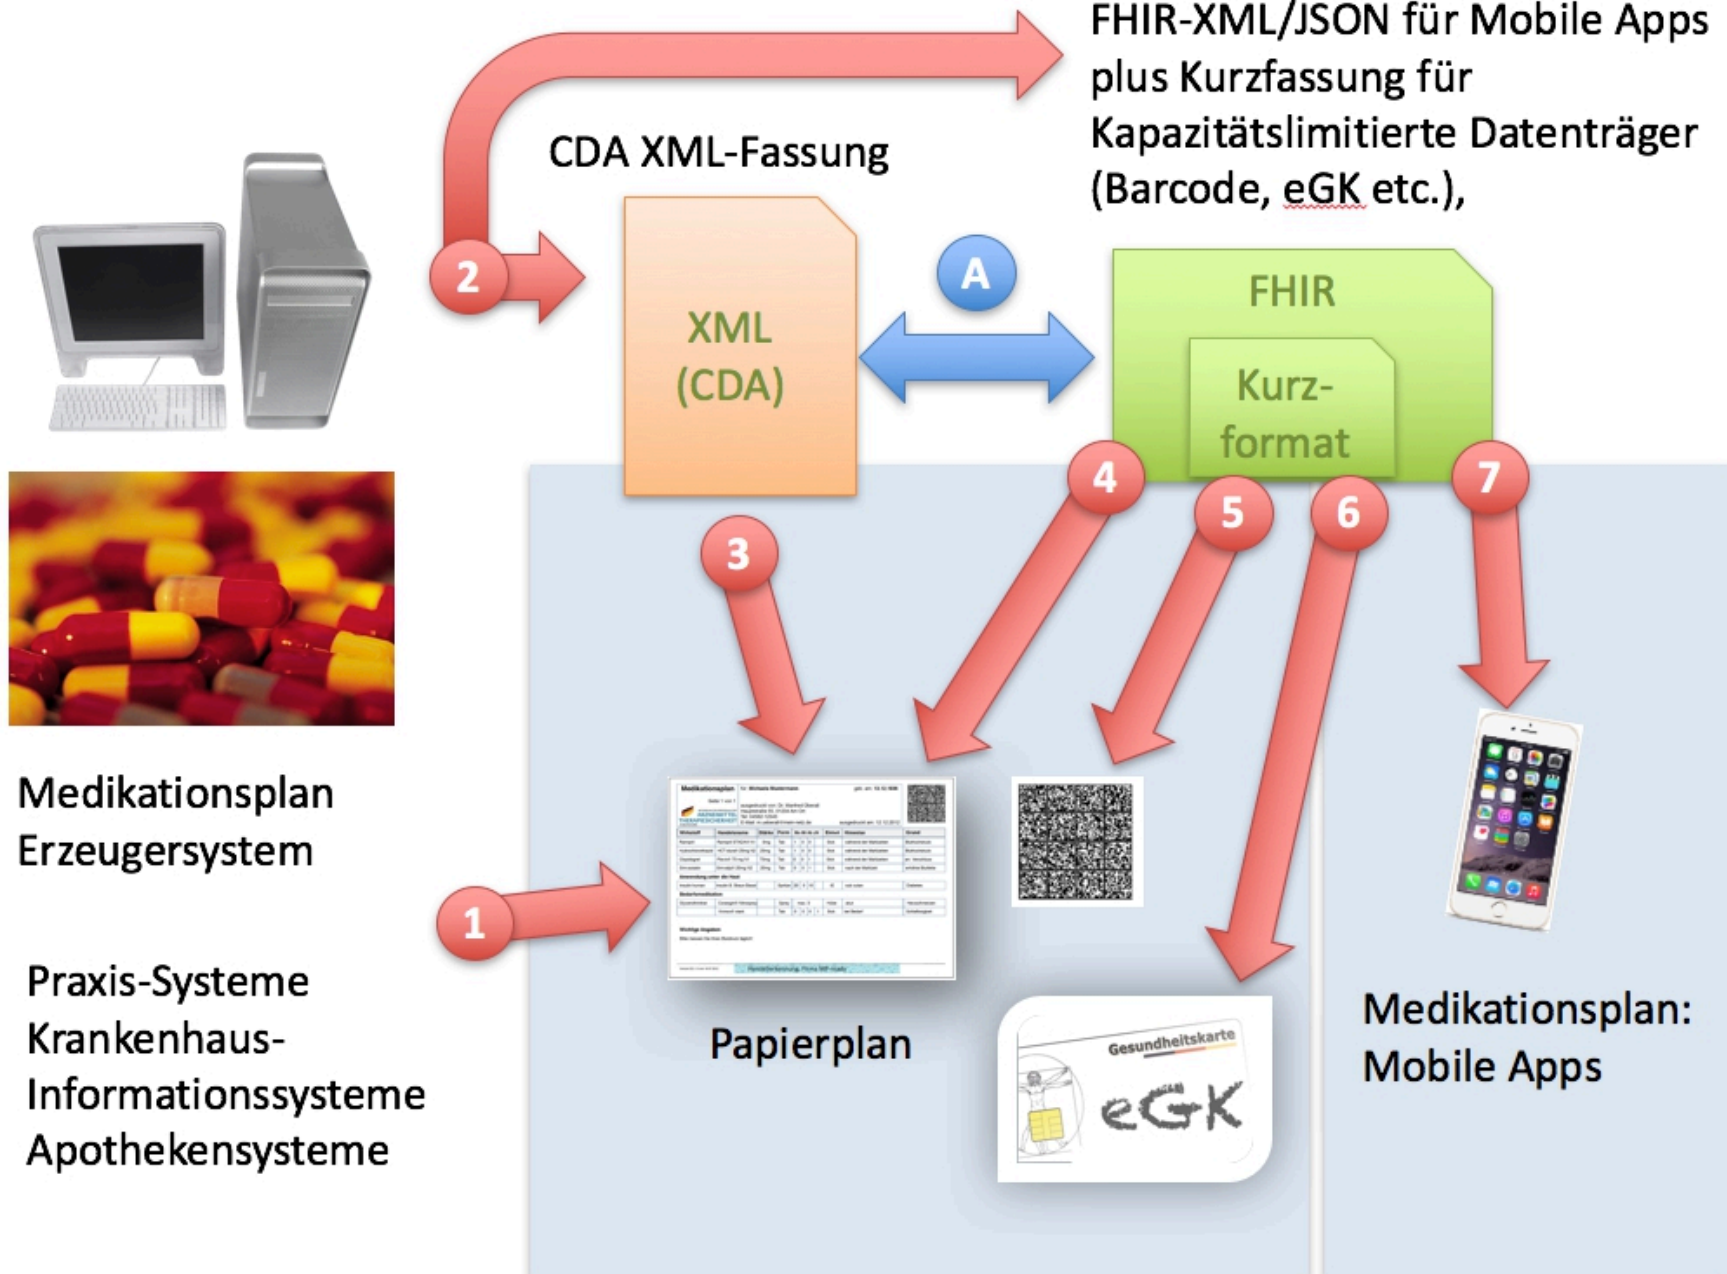 FHIR-XML/JSON für Mobile Apps
plus Kurzfassung für
Kapazitätslimitierte Datenträger
(Barcode, eGK etc.),
CDA XML-Fassung
2
A
XML
(CDA)
FHIR
Kurz-
format
3
4
5
6
7
Medikationsplan
Erzeugersystem
1
Praxis-Systeme
Krankenhaus-
Informationssysteme
Apothekensysteme
Medikationsplan
Papierplan
Gesundheitskarte
eGK
Medikationsplan:
Mobile Apps